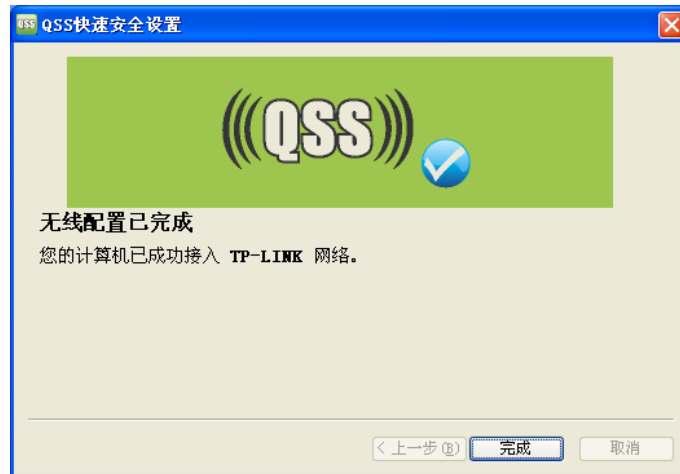 QSS QSS快速安全设置
(((QSS)))
无线配置已完成
您的计算机已成功接入 TP-LINK 网络。
< 上一步(B) 完成 取消